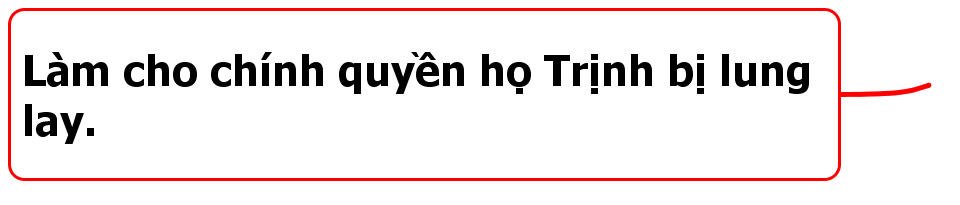 Làm cho chính quyền họ Trịnh bị lung
lay.